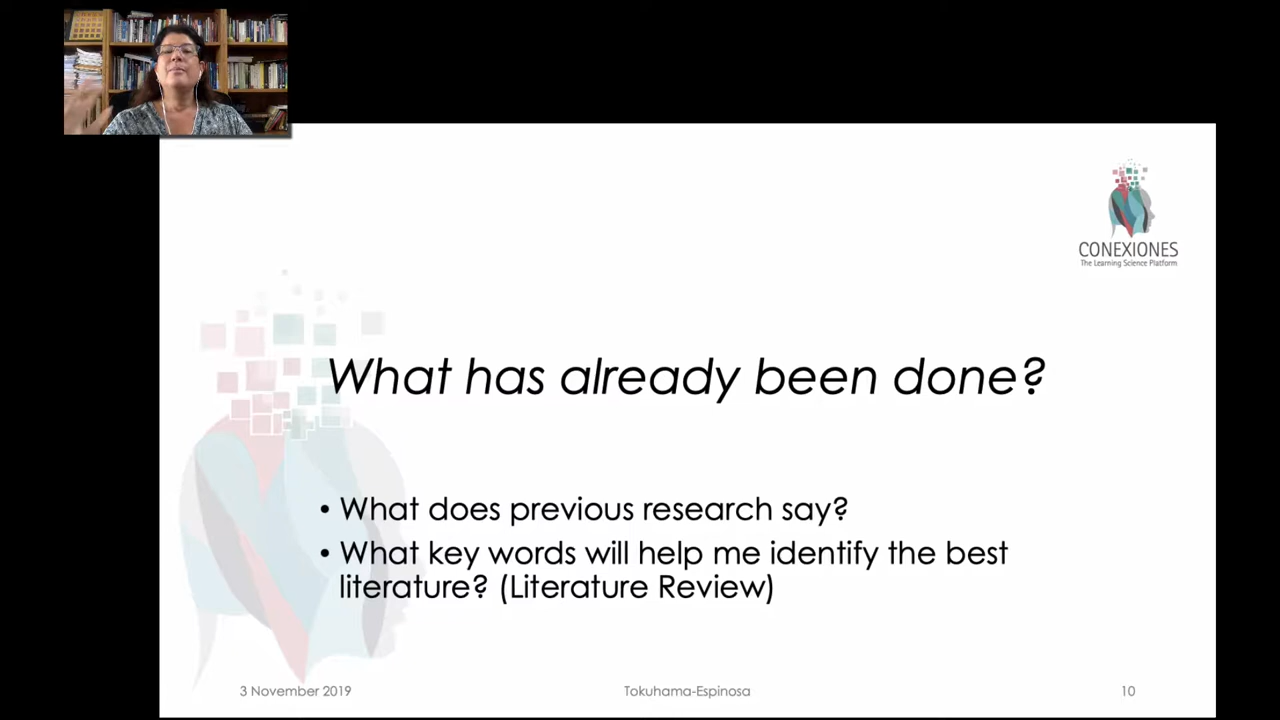 CONEXIONES
The Learning Science Platform
What has already been done?
• What does previous research say?
• What key words will help me identify the best
literature? (Literature Review)
3 November 2019
Tokuhama-Espinosa
10